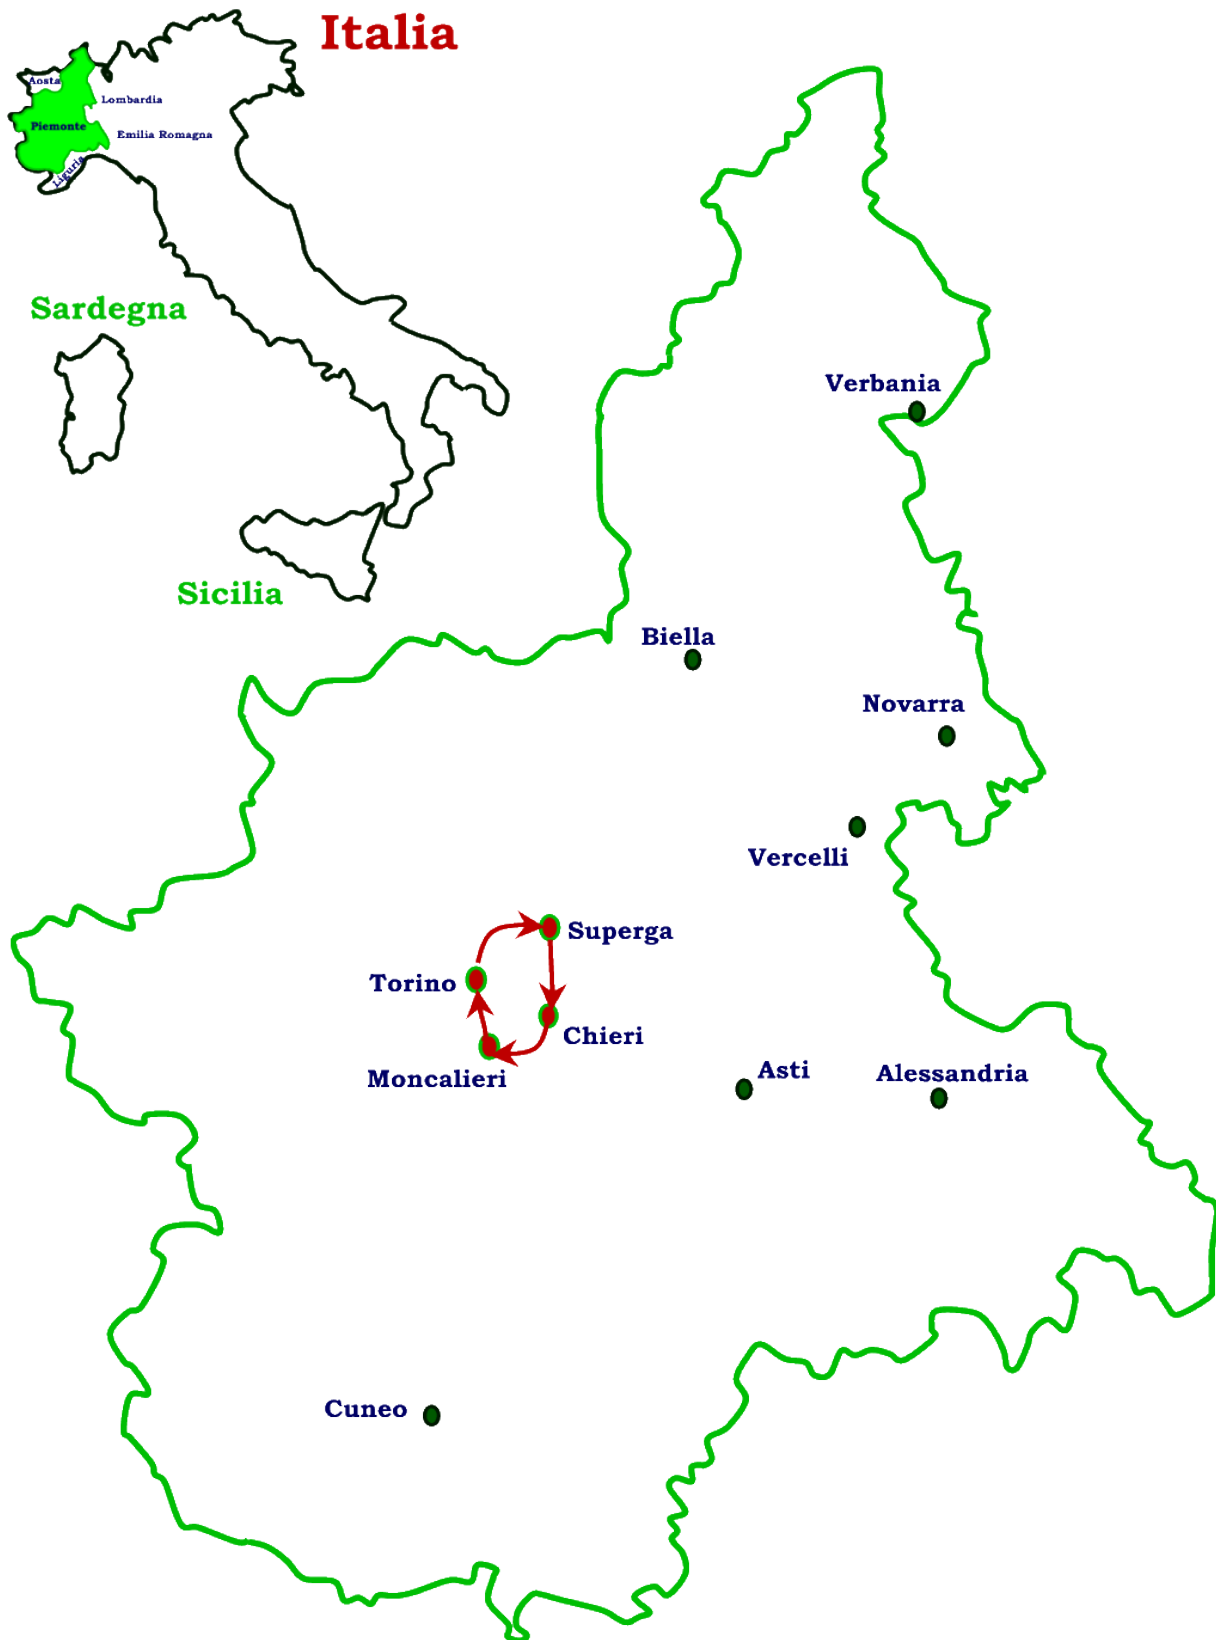 Italia
Aosta
Lombardia
Piemonte
Emilia Romagna
Liguria
Sardegna
Sicilia
Verbania
Biella
Novarra
Vercelli
Superga
Torino
Chieri
Moncalieri
Asti
Alessandria
Cuneo